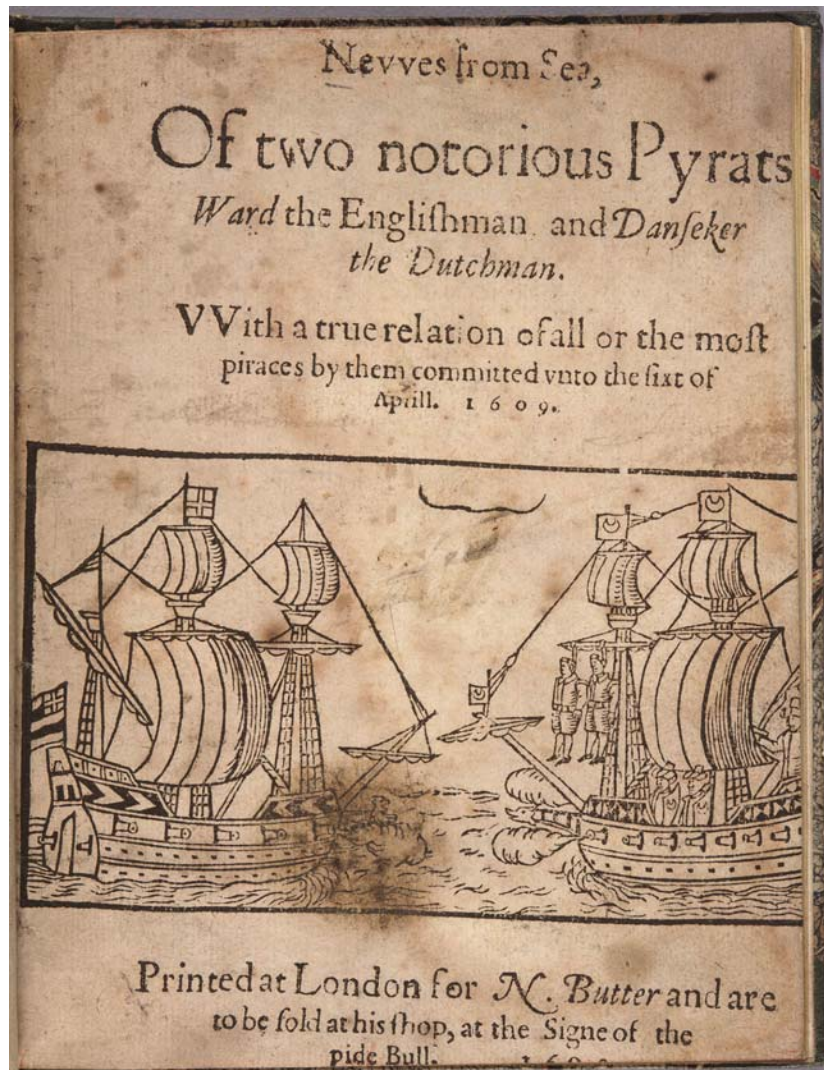 Nevves from Sea,
Of two notorious Pyrats
Ward the Engliſhman and Danſeker
the Dutchman.
VVith a true relation of all or the moſt
piraces by them committed vnto the ſixt of
Aprill. 1609.
Printed at London for N. Butter and are
to be ſold at his ſhop, at the Signe of the
pide Bull.